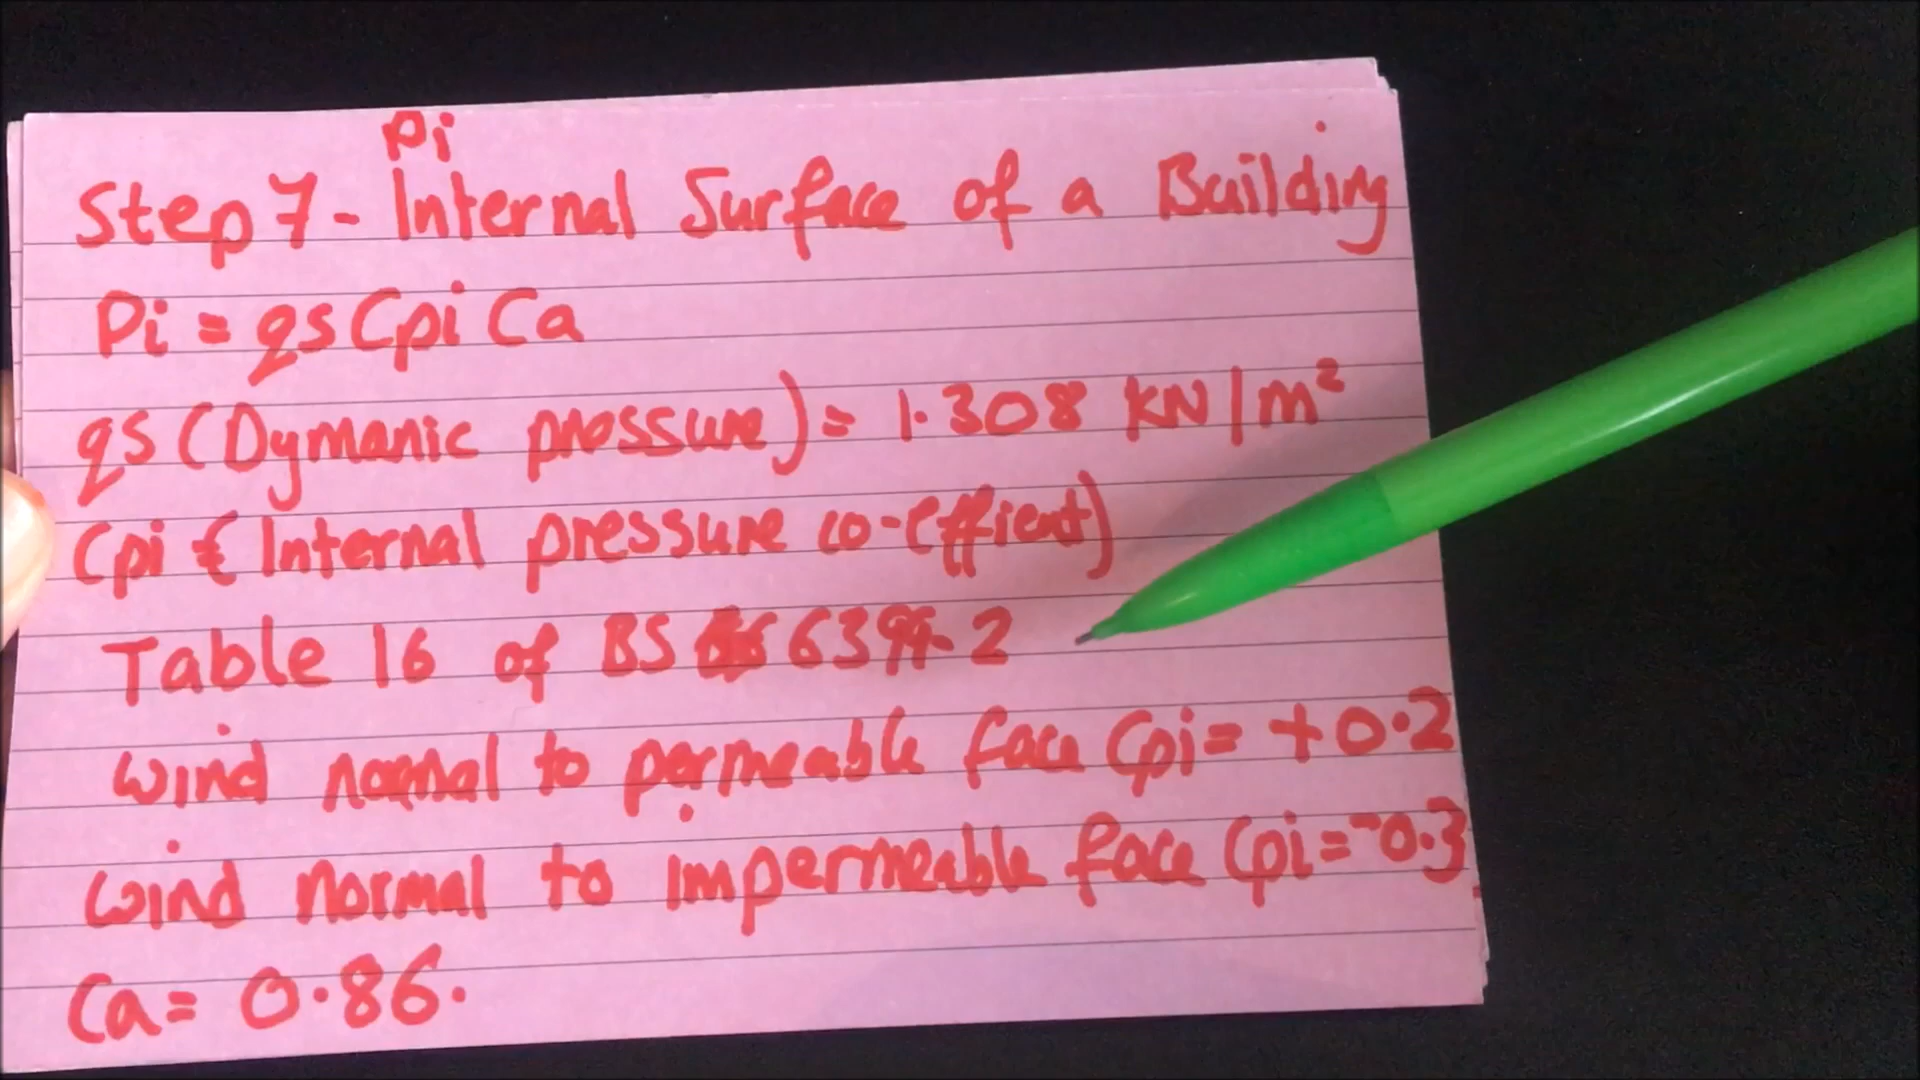 Pi
Step 7 - Internal Surface of a Building
Pi = qs Cpi Ca
qs (Dymanic pressure) = 1.308 KN/m²
Cpi ( Internal pressure co-effient)
Table 16 of BS 6399-2
wind normal to permeable face Cpi = +0.2
wind normal to impermeable face Cpi = -0.3
Ca = 0.86.